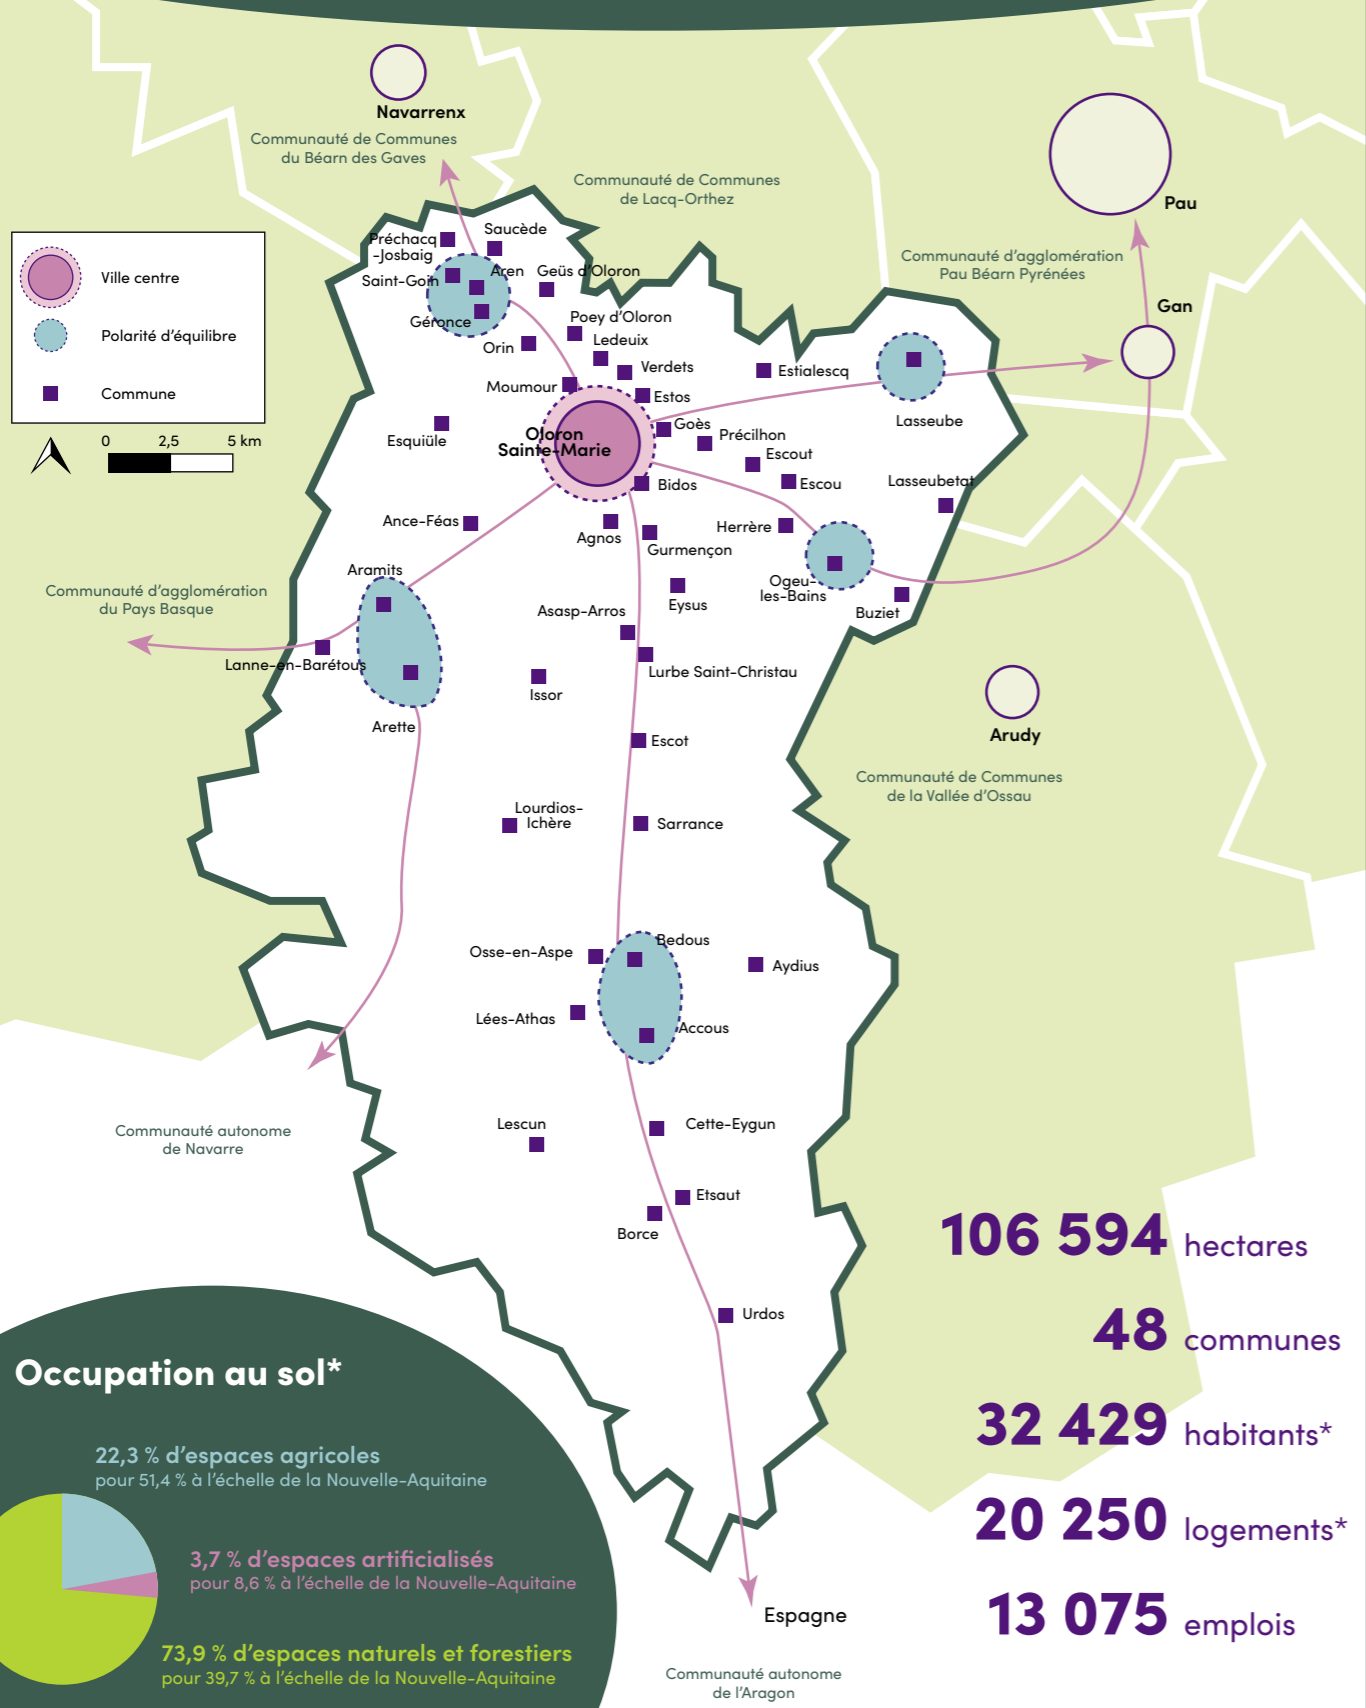 Navarrenx
Communauté de Communes
du Béarn des Gaves
Communauté de Communes
de Lacq-Orthez
Pau
Communauté d'agglomération
Pau Béarn Pyrénées
Gan
Ville centre
Polarité d'équilibre
Commune
0 2,5 5 km
Préchacq
-Josbaig
Saucède
Saint-Goin
Aren
Geüs d'Oloron
Géronce
Poey d'Oloron
Orin
Ledeuix
Verdets
Moumour
Estos
Estialescq
Lasseube
Esquiüle
Oloron
Sainte-Marie
Goès
Précilhon
Escout
Bidos
Escou
Lasseubetat
Ance-Féas
Agnos
Gurmençon
Herrère
Aramits
Ogeu-
les-Bains
Eysus
Buziet
Communauté d'agglomération
du Pays Basque
Asasp-Arros
Lanne-en-Barétous
Lurbe Saint-Christau
Issor
Arette
Escot
Arudy
Communauté de Communes
de la Vallée d'Ossau
Lourdios-
Ichère
Sarrance
Osse-en-Aspe
Bedous
Aydius
Lées-Athas
Accous
Communauté autonome
de Navarre
Lescun
Cette-Eygun
Etsaut
Borce
Urdos
Espagne
Communauté autonome
de l'Aragon
106 594 hectares
48 communes
32 429 habitants*
20 250 logements*
13 075 emplois
Occupation au sol*
22,3 % d'espaces agricoles
pour 51,4 % à l'échelle de la Nouvelle-Aquitaine
3,7 % d'espaces artificialisés
pour 8,6 % à l'échelle de la Nouvelle-Aquitaine
73,9 % d'espaces naturels et forestiers
pour 39,7 % à l'échelle de la Nouvelle-Aquitaine